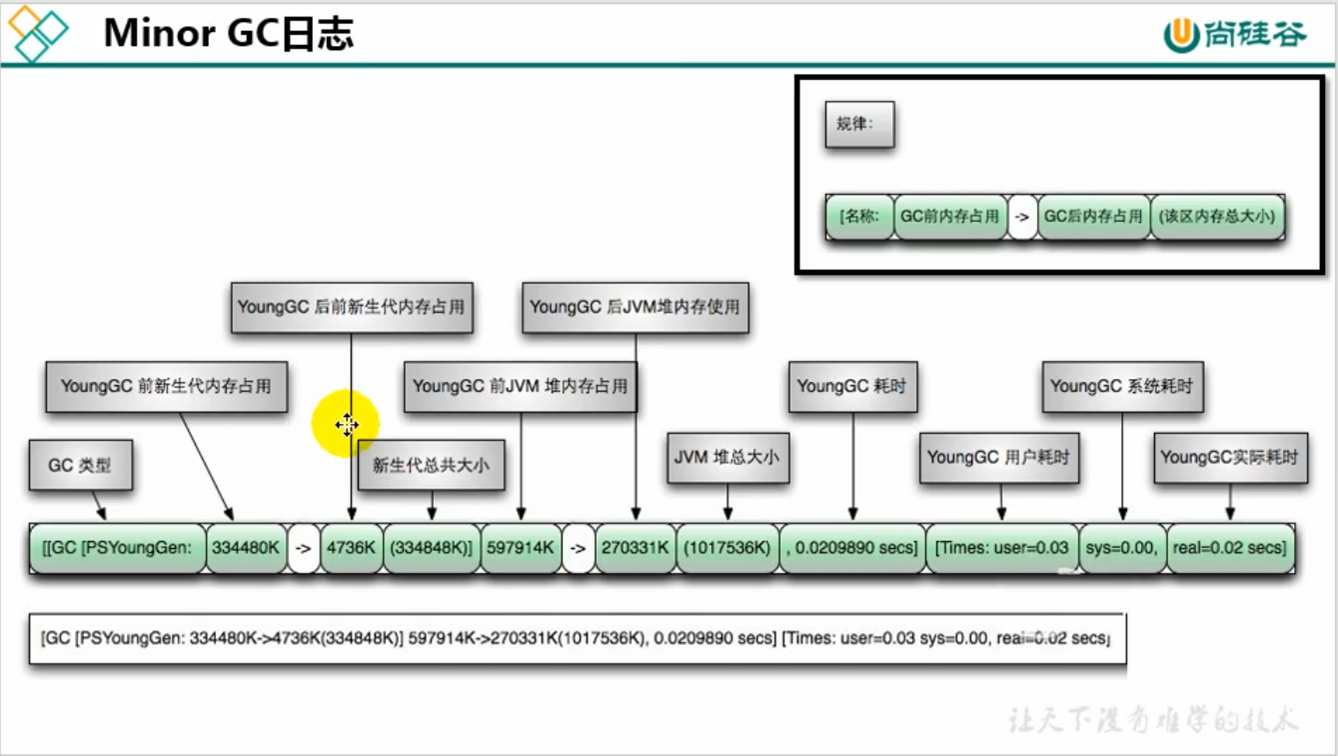 Minor GC日志
尚硅谷
规律:
[名称: GC前内存占用 -> GC后内存占用 (该区内存总大小)
YoungGC 后前新生代内存占用
YoungGC 后JVM堆内存使用
YoungGC 前新生代内存占用
YoungGC 前JVM 堆内存占用
YoungGC 耗时
YoungGC 系统耗时
GC 类型
新生代总共大小
JVM 堆总大小
YoungGC 用户耗时
YoungGC实际耗时
[[GC [PSYoungGen: 334480K -> 4736K (334848K)] 597914K -> 270331K (1017536K) , 0.0209890 secs] [Times: user=0.03 sys=0.00, real=0.02 secs]
[GC [PSYoungGen: 334480K->4736K(334848K)] 597914K->270331K(1017536K), 0.0209890 secs] [Times: user=0.03 sys=0.00, real=0.02 secs]
让天下没有难学的技术